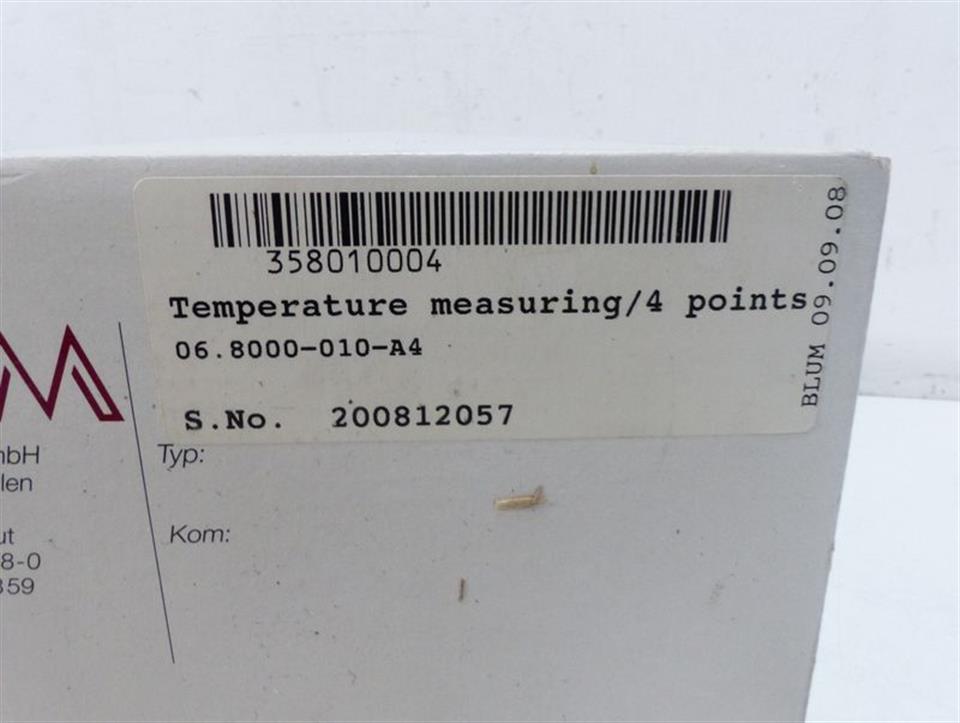 358010004
Temperature measuring/4 points
06.8000-010-A4
S.No. 200812057
BLUM 09.09.08
M
mbH
len
ut
8-0
359
Typ:
Kom: